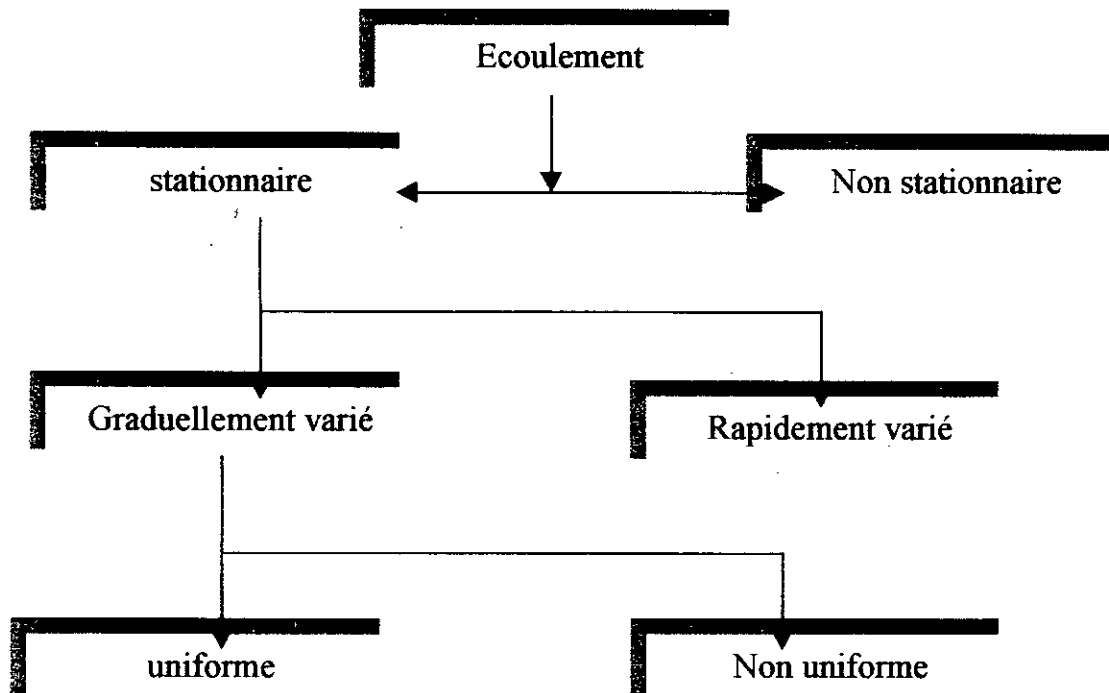 Ecoulement
stationnaire
Non stationnaire
Graduellement varié
Rapidement varié
uniforme
Non uniforme